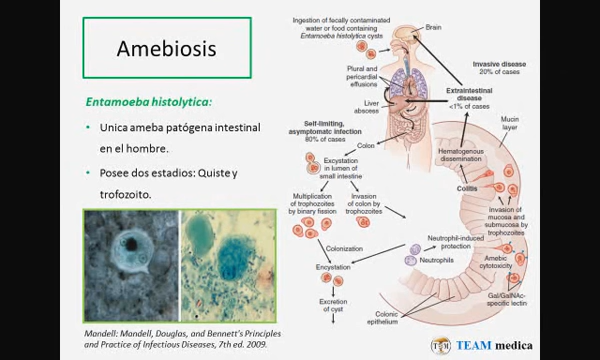 Amebiosis
Entamoeba histolytica:
• Unica ameba patógena intestinal
en el hombre.
• Posee dos estadios: Quiste y
trofozoito.
Mandell: Mandell, Douglas, and Bennett's Principles
and Practice of Infectious Diseases, 7th ed. 2009.
Ingestion of fecally contaminated
water or food containing
Entamoeba histolytica cysts
Brain
Plural and
pericardial
effusions
Liver
abscess
Invasive disease
20% of cases
Extraintestinal
disease
<1% of cases
Mucin
layer
Self-limiting,
asymptomatic infection
80% of cases
Colon
Hematogenous
dissemination
Excystation
in lumen of
small intestine
Colitis
Multiplication
of trophozoites
by binary fission
Invasion
of colon by
trophozoites
Invasion of
mucosa and
submucosa by
trophozoites
Colonization
Neutrophil-induced
protection
Neutrophils
Amebic
cytotoxicity
Encystation
Gal/GalNAc-
specific lectin
Excretion
of cyst
Colonic
epithelium
TEAM medica